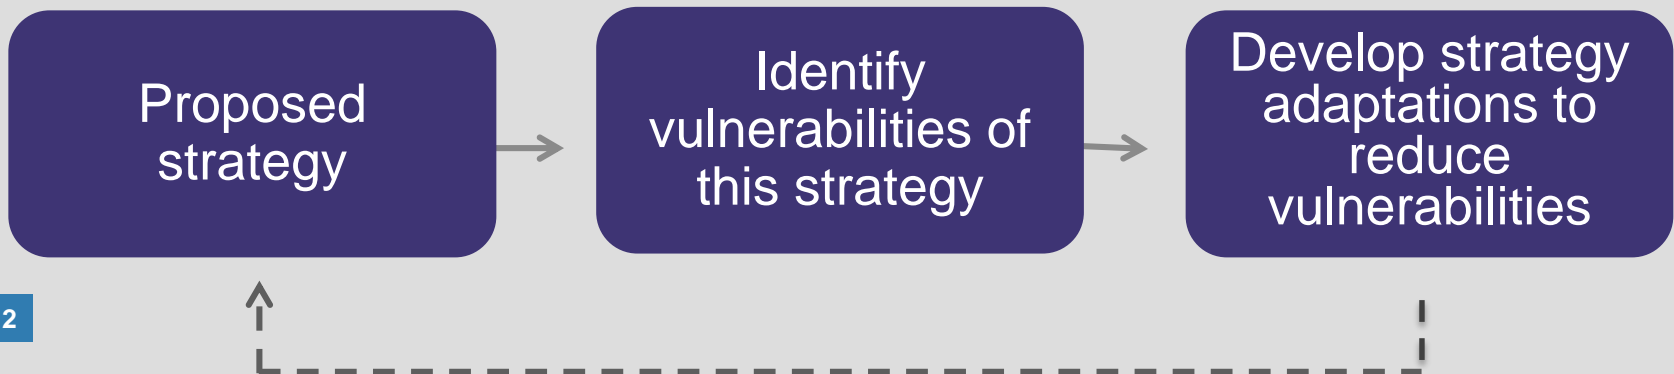 Proposed
strategy
Identify
vulnerabilities of
this strategy
Develop strategy
adaptations to
reduce
vulnerabilities
2